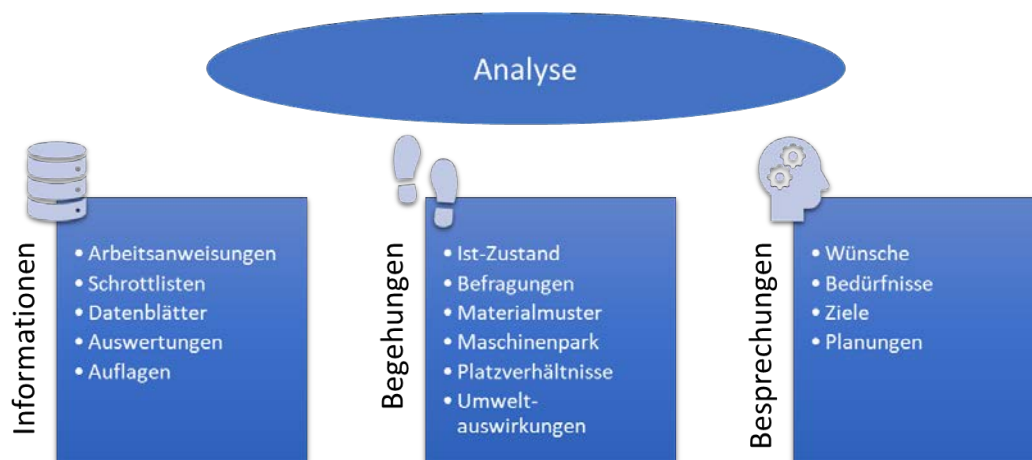 Analyse
Informationen
• Arbeitsanweisungen
• Schrottlisten
• Datenblätter
• Auswertungen
• Auflagen
Begehungen
• Ist-Zustand
• Befragungen
• Materialmuster
• Maschinenpark
• Platzverhältnisse
• Umwelt-
auswirkungen
Besprechungen
• Wünsche
• Bedürfnisse
• Ziele
• Planungen